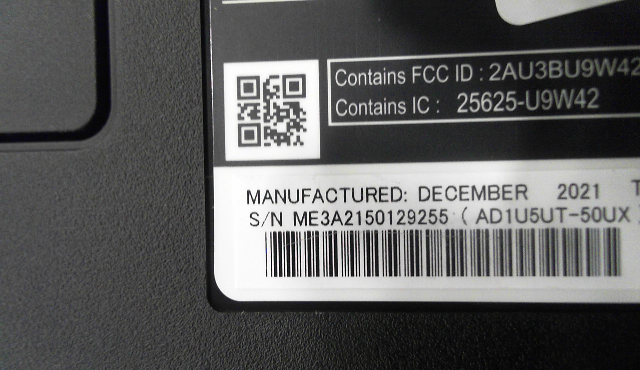 Contains FCC ID : 2AU3BU9W42
Contains IC : 25625-U9W42
MANUFACTURED: DECEMBER 2021
S/N ME3A2150129255 ( AD1U5UT-50UX )